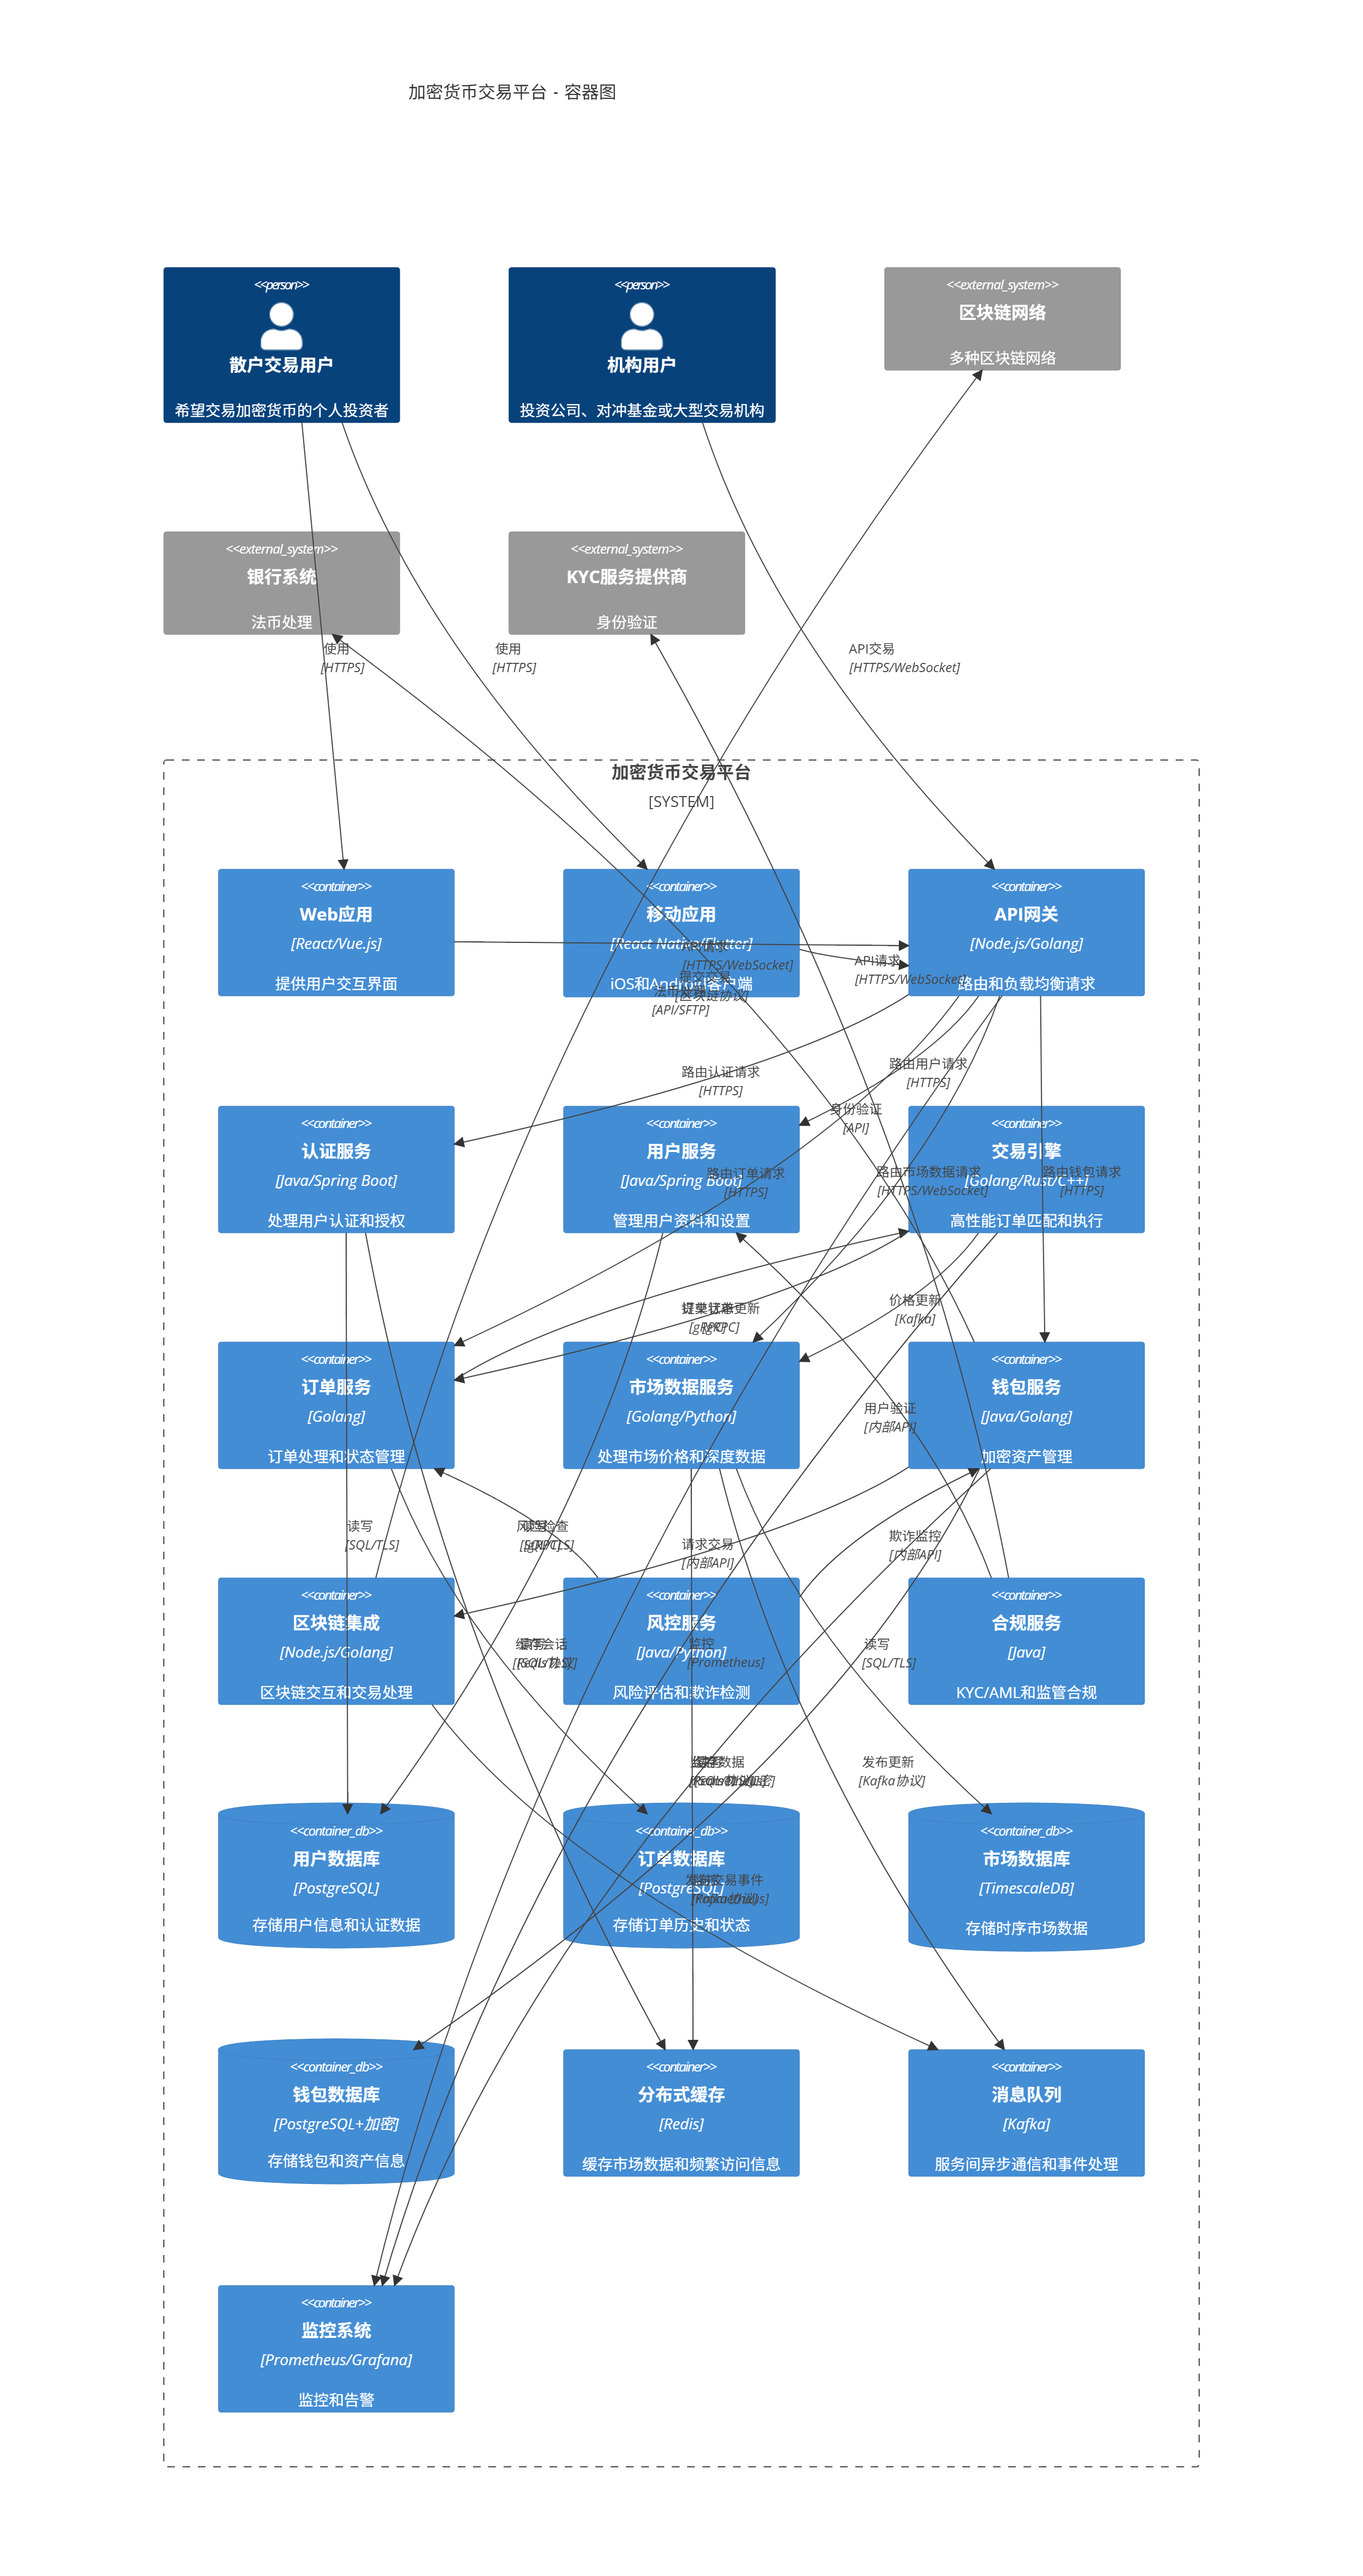 加密货币交易平台 - 容器图
<<person>>
散户交易用户
希望交易加密货币的个人投资者
<<person>>
机构用户
投资公司、对冲基金或大型交易机构
<<external_system>>
区块链网络
多种区块链网络
<<external_system>>
银行系统
法币处理
<<external_system>>
KYC服务提供商
身份验证
使用
[HTTPS]
使用
[HTTPS]
API交易
[HTTPS/WebSocket]
加密货币交易平台
[SYSTEM]
<<container>>
Web应用
[React/Vue.js]
提供用户交互界面
<<container>>
移动应用
[React Native/Flutter]
iOS和Android客户端
<<container>>
API网关
[Node.js/Golang]
路由和负载均衡请求
API请求
[HTTPS/WebSocket]
API请求
[HTTPS/WebSocket]
提交交易
[区块链协议]
[API/SFTP]
路由认证请求
[HTTPS]
路由用户请求
[HTTPS]
身份验证
[API]
<<container>>
认证服务
[Java/Spring Boot]
处理用户认证和授权
<<container>>
用户服务
[Java/Spring Boot]
管理用户资料和设置
<<container>>
交易引擎
[Golang/Rust/C++]
高性能订单匹配和执行
路由订单请求
[HTTPS]
路由市场数据请求
[HTTPS/WebSocket]
路由钱包请求
[HTTPS]
价格更新
[Kafka]
<<container>>
订单服务
[Golang]
订单处理和状态管理
<<container>>
市场数据服务
[Golang/Python]
处理市场价格和深度数据
<<container>>
钱包服务
[Java/Golang]
加密资产管理
用户验证
[内部API]
读写
[SQL/TLS]
请求交易
[内部API]
欺诈监控
[内部API]
<<container>>
区块链集成
[Node.js/Golang]
区块链交互和交易处理
<<container>>
风控服务
[Java/Python]
风险评估和欺诈检测
<<container>>
合规服务
[Java]
KYC/AML和监管合规
监控
[Prometheus]
读写
[SQL/TLS]
发布更新
[Kafka协议]
<<container_db>>
用户数据库
[PostgreSQL]
存储用户信息和认证数据
<<container_db>>
订单数据库
[PostgreSQL]
存储订单历史和状态
<<container_db>>
市场数据库
[TimescaleDB]
存储时序市场数据
<<container_db>>
钱包数据库
[PostgreSQL+加密]
存储钱包和资产信息
<<container>>
分布式缓存
[Redis]
缓存市场数据和频繁访问信息
<<container>>
消息队列
[Kafka]
服务间异步通信和事件处理
<<container>>
监控系统
[Prometheus/Grafana]
监控和告警